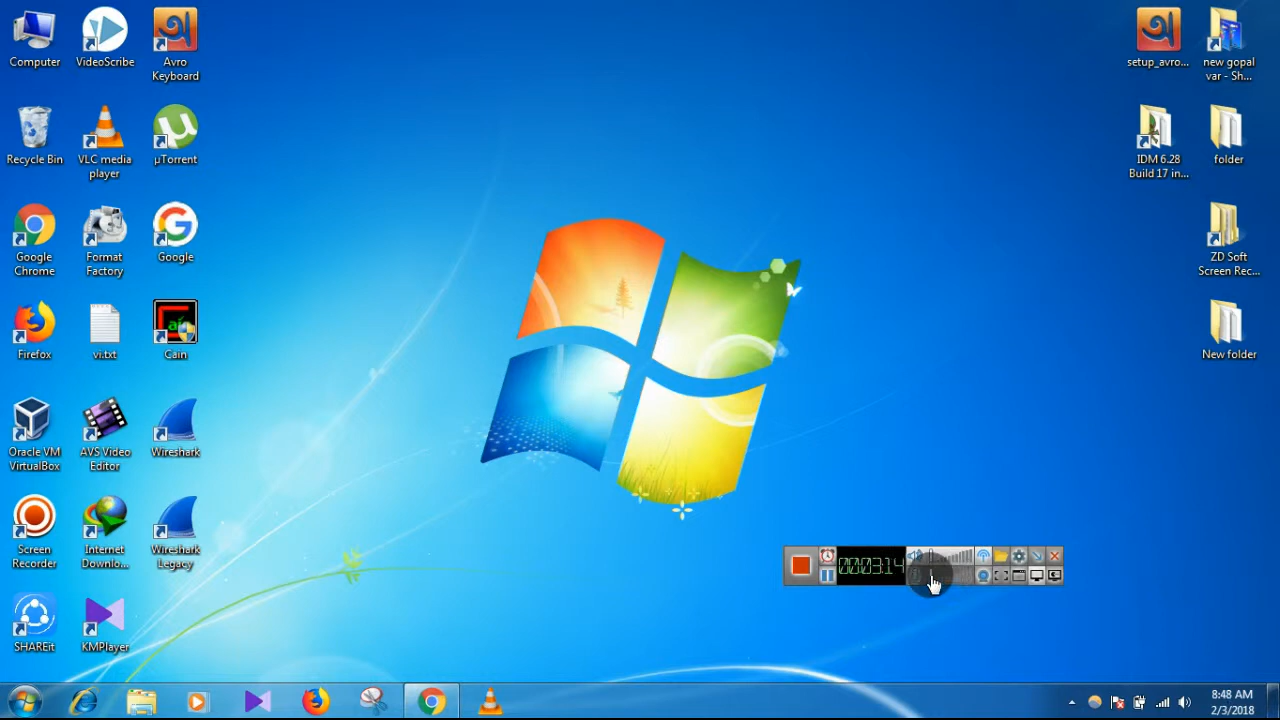 Computer
VideoScribe
Avro
Keyboard
setup_avro...
new gopal
var - Sh...
Recycle Bin
VLC media
player
µTorrent
IDM 6.28
Build 17 in...
folder
Google
Chrome
Format
Factory
Google
ZD Soft
Screen Rec...
Firefox
vi.txt
Cain
New folder
Oracle VM
VirtualBox
AVS Video
Editor
Wireshark
Screen
Recorder
Internet
Downlo...
Wireshark
Legacy
00:03:14
SHAREit
KMPlayer
8:48 AM
2/3/2018